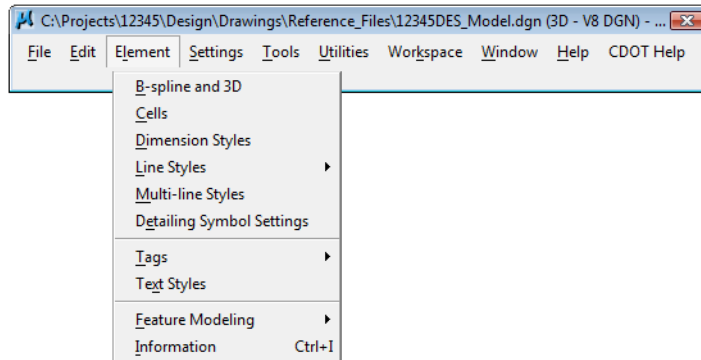 C:\Projects\12345\Design\Drawings\Reference_Files\12345DES_Model.dgn (3D - V8 DGN) - ...
File Edit Element Settings Tools Utilities Workspace Window Help CDOT Help
B-spline and 3D
Cells
Dimension Styles
Line Styles
Multi-line Styles
Detailing Symbol Settings
Tags
Text Styles
Feature Modeling
Information Ctrl+I